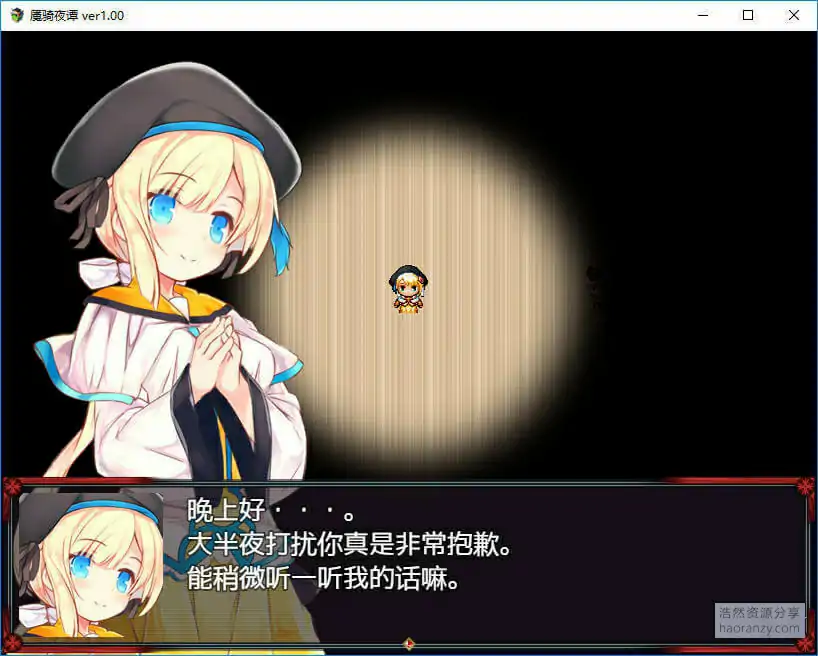 魇骑夜谭 ver1.00
晚上好・・・。
大半夜打扰你真是非常抱歉。
能稍微听一听我的话嘛。
浩然资源分享
haoranzy.com